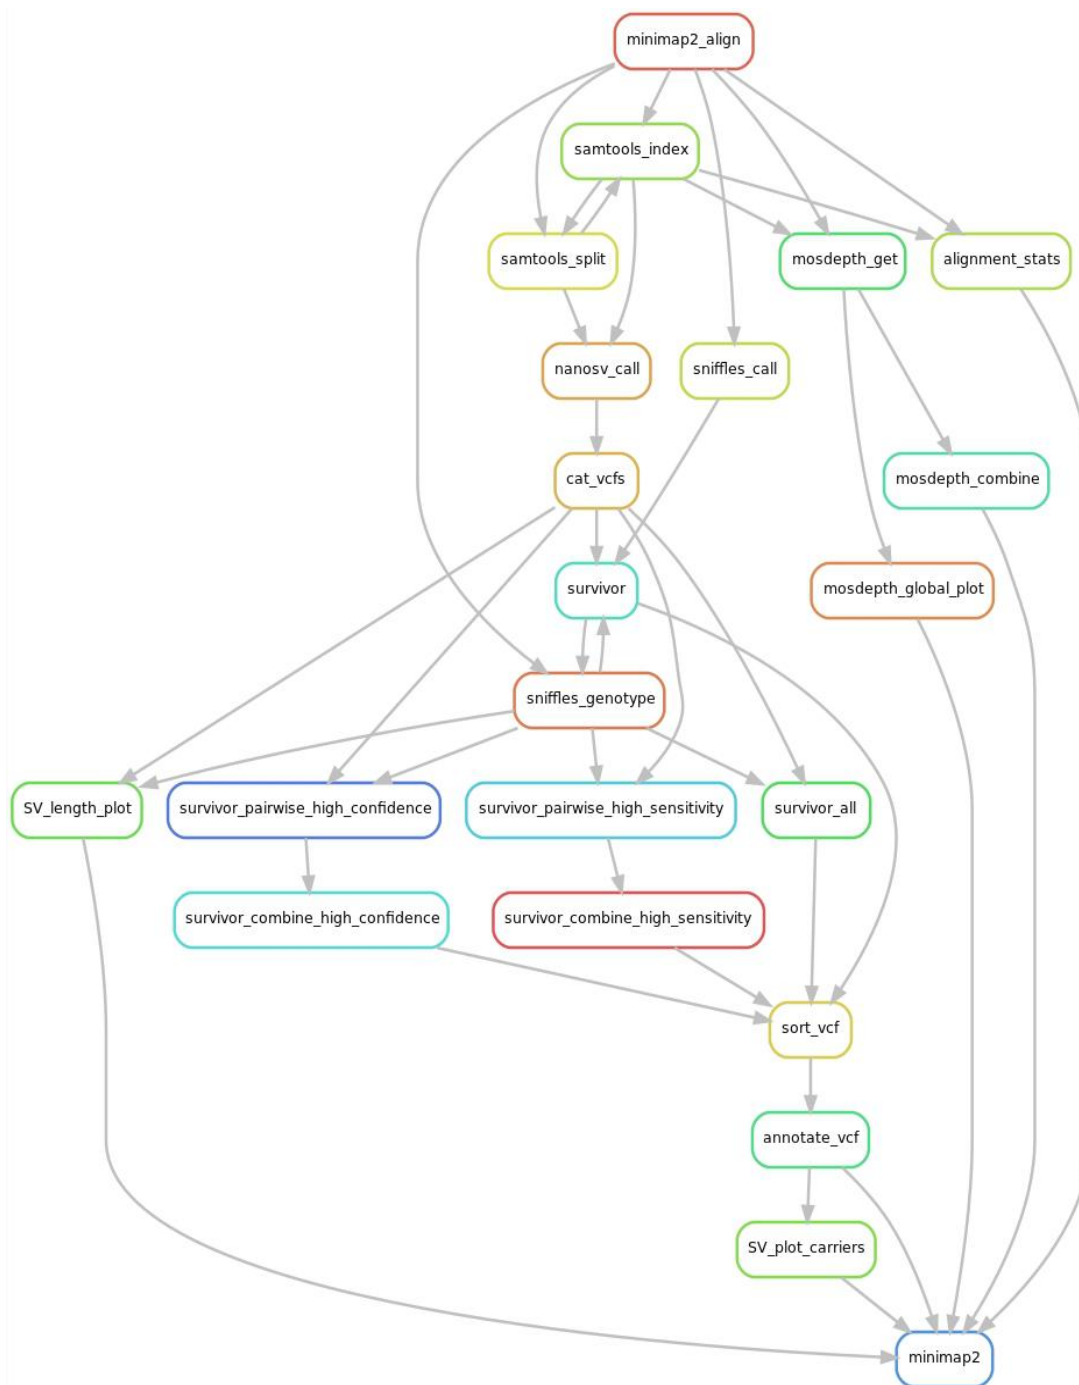 minimap2_align
samtools_index
samtools_split
mosdepth_get
alignment_stats
nanosv_call
sniffles_call
cat_vcfs
mosdepth_combine
survivor
mosdepth_global_plot
sniffles_genotype
SV_length_plot
survivor_pairwise_high_confidence
survivor_pairwise_high_sensitivity
survivor_all
survivor_combine_high_confidence
survivor_combine_high_sensitivity
sort_vcf
annotate_vcf
SV_plot_carriers
minimap2